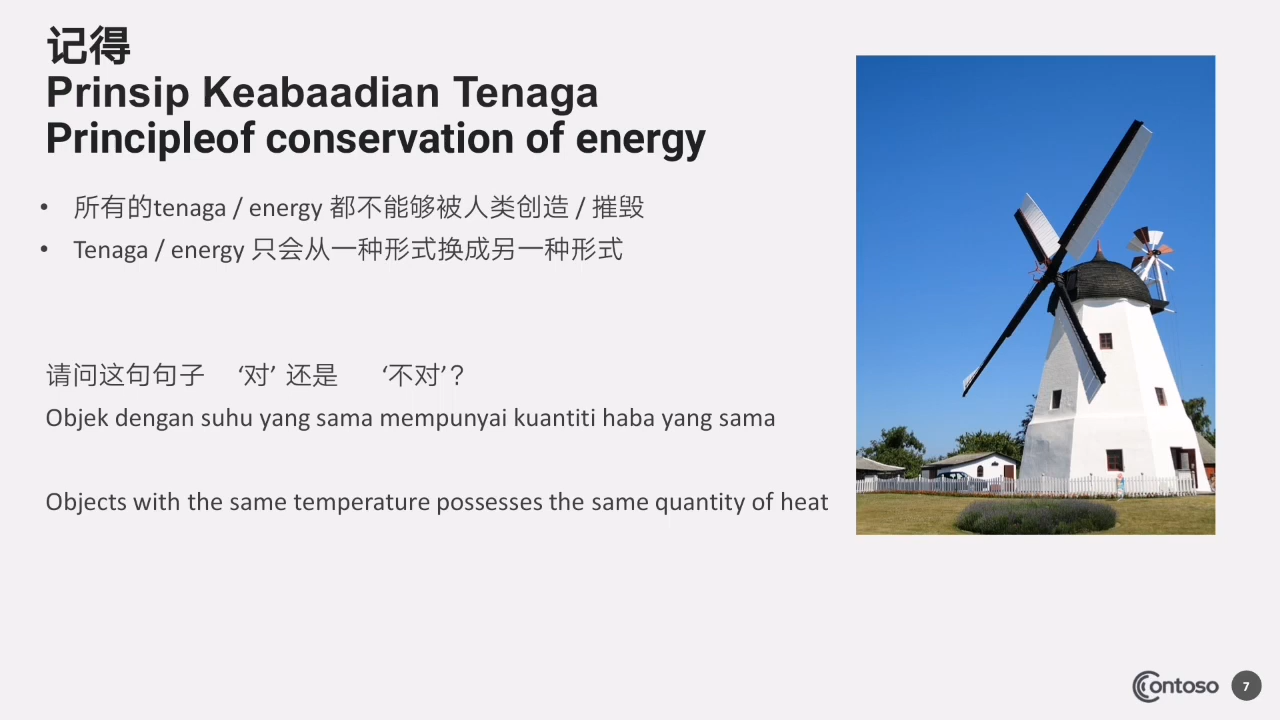 记得
Prinsip Keabaadian Tenaga
Principleof conservation of energy
• 所有的tenaga / energy 都不能够被人类创造 / 摧毁
• Tenaga / energy 只会从一种形式换成另一种形式
请问这句句子 ‘对’ 还是 ‘不对’?
Objek dengan suhu yang sama mempunyai kuantiti haba yang sama
Objects with the same temperature possesses the same quantity of heat
Contoso
7